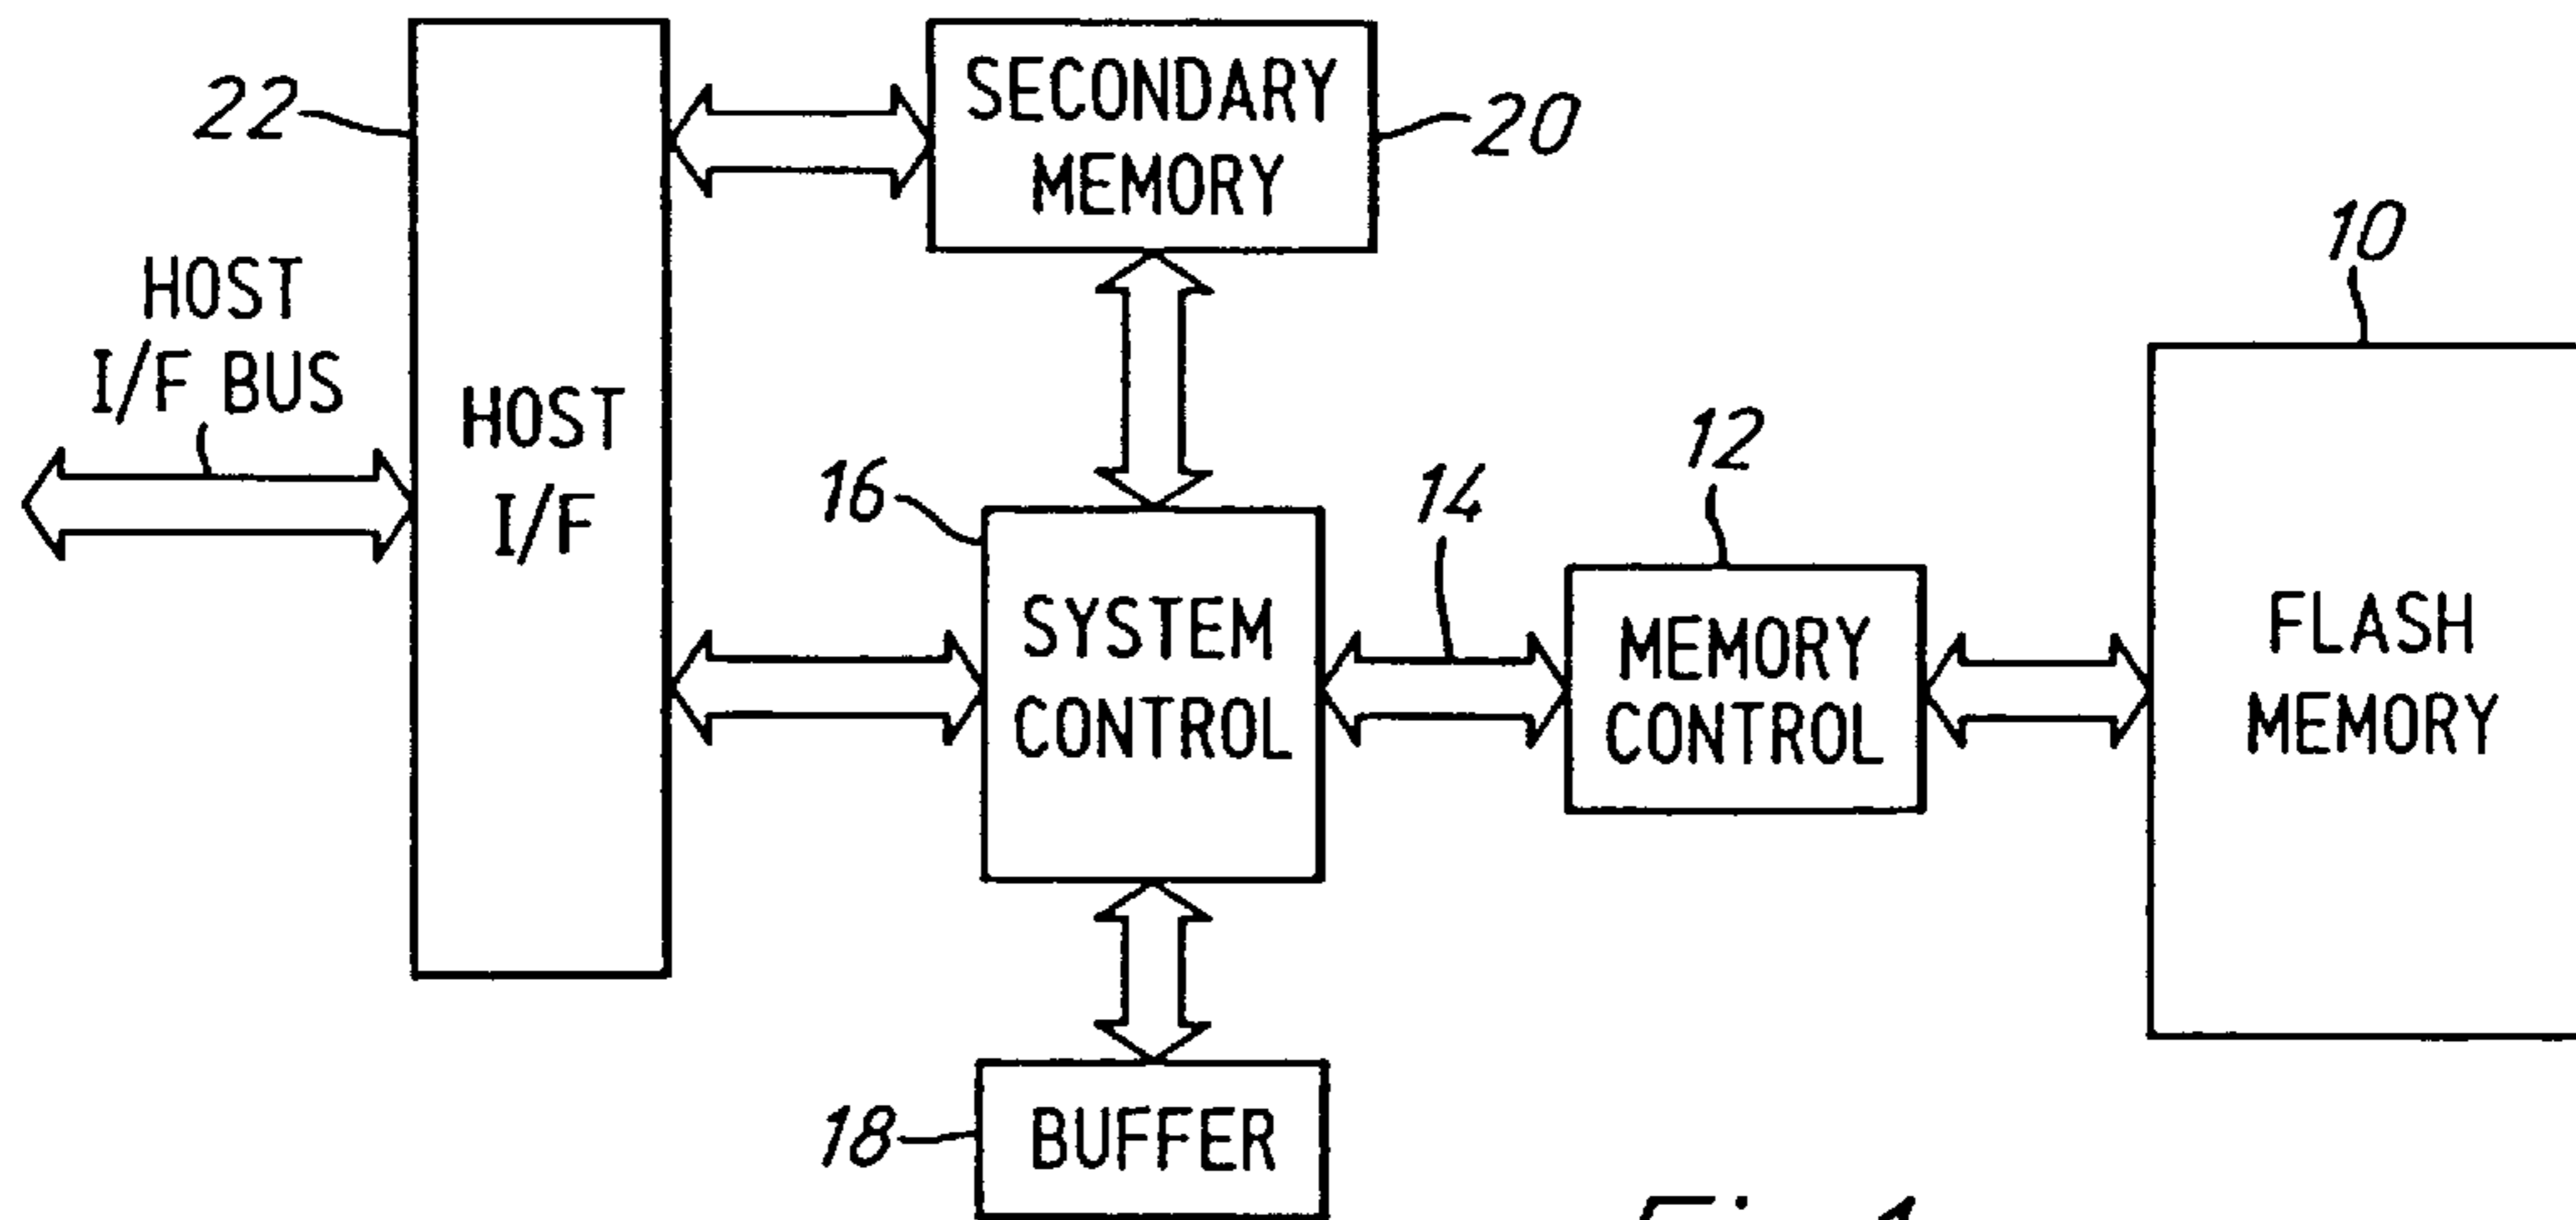 22
SECONDARY
MEMORY
20
HOST
I/F BUS
HOST
I/F
10
16
14
12
SYSTEM
CONTROL
MEMORY
CONTROL
FLASH
MEMORY
18
BUFFER